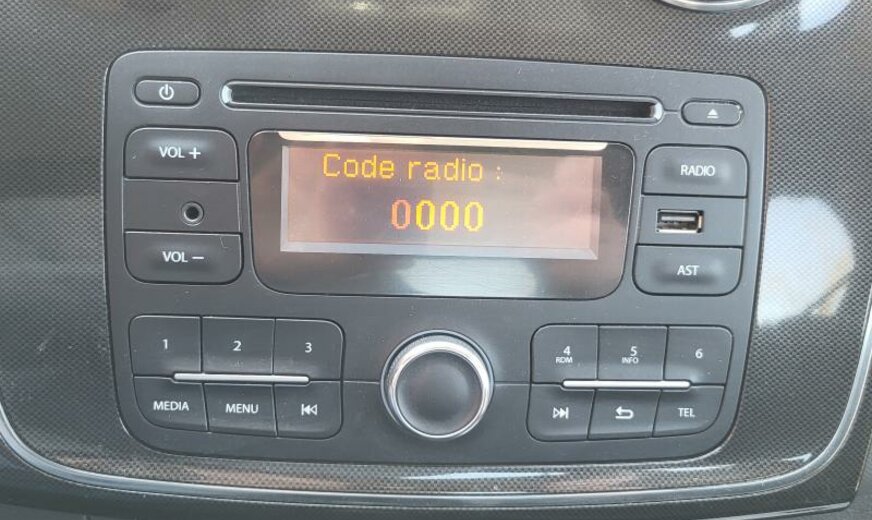 Code radio :
0000
VOL +
RADIO
VOL −
AST
1
2
3
4
RDM
5
INFO
6
MEDIA
MENU
TEL